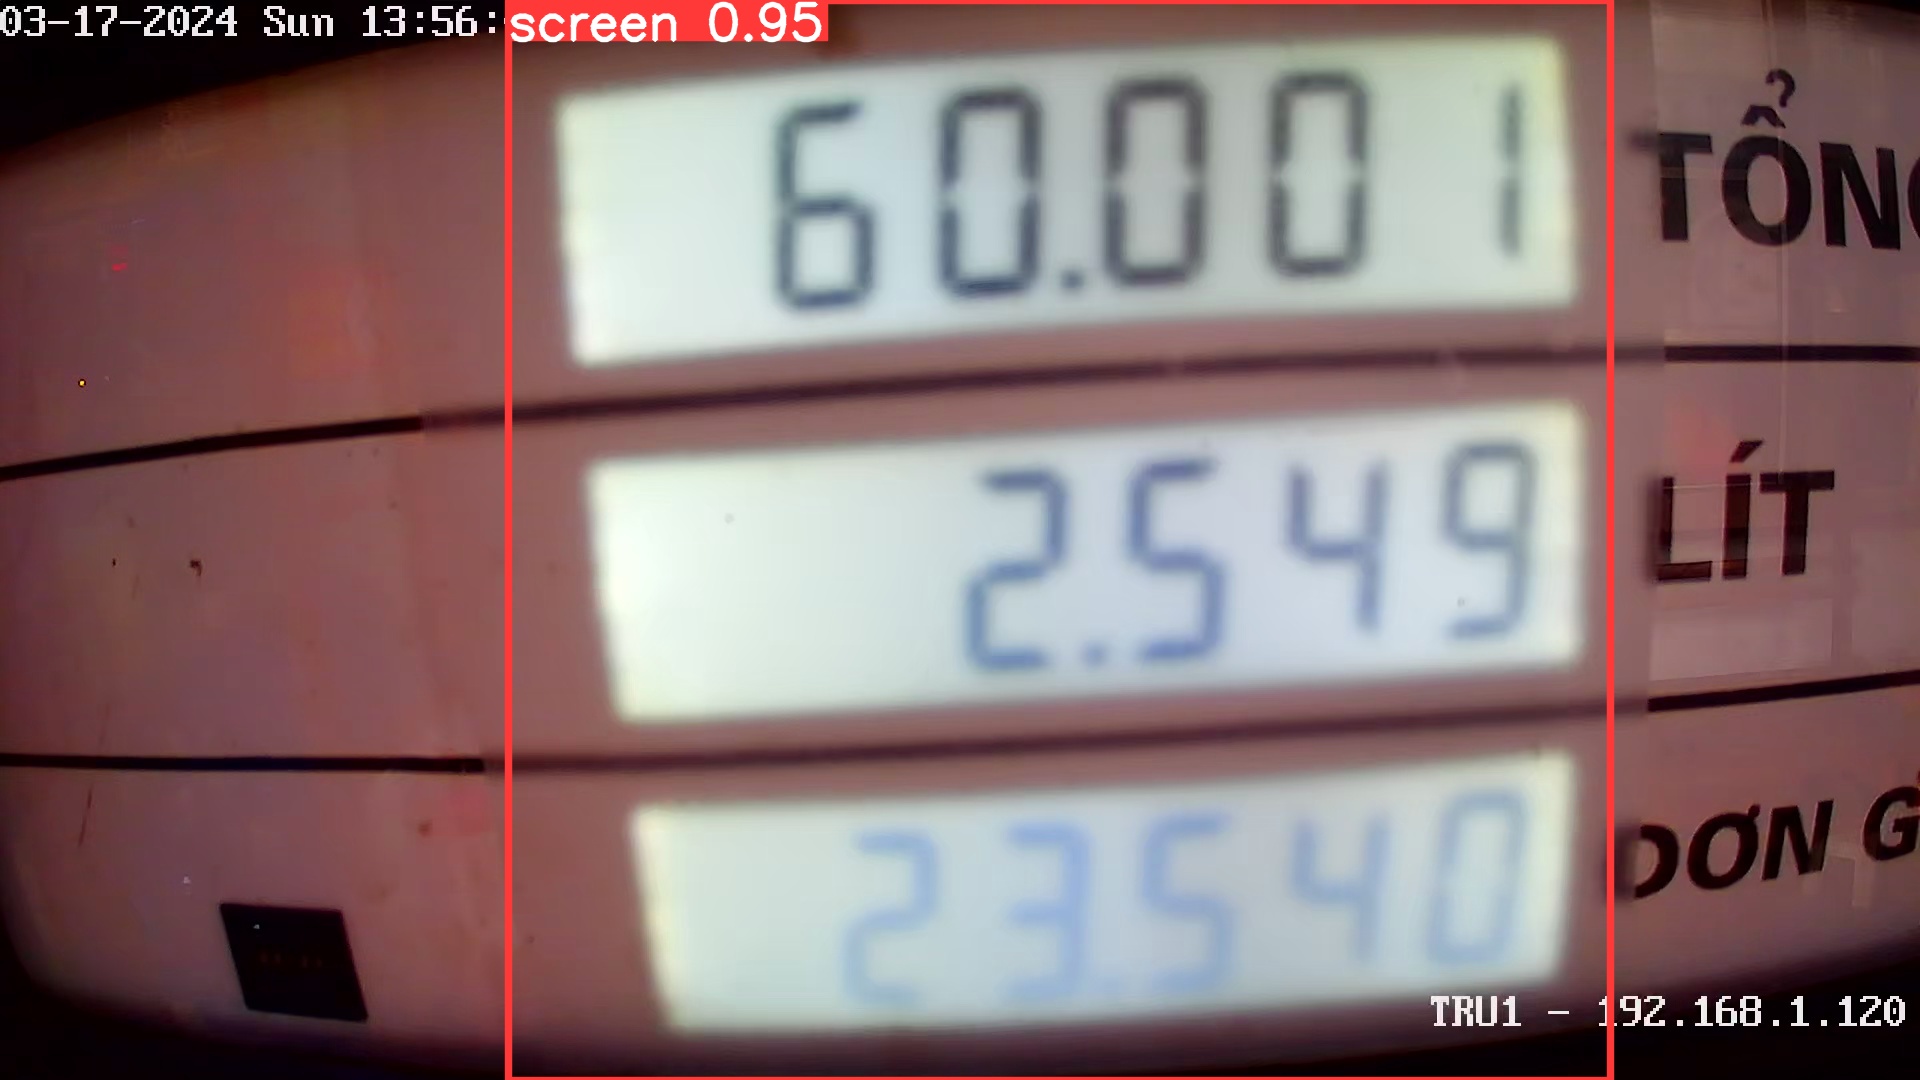 03-17-2024 Sun 13:56:
screen 0.95
60.001
TỔNG
2.549
LÍT
23.540
ĐƠN G
TRU1 - 192.168.1.120